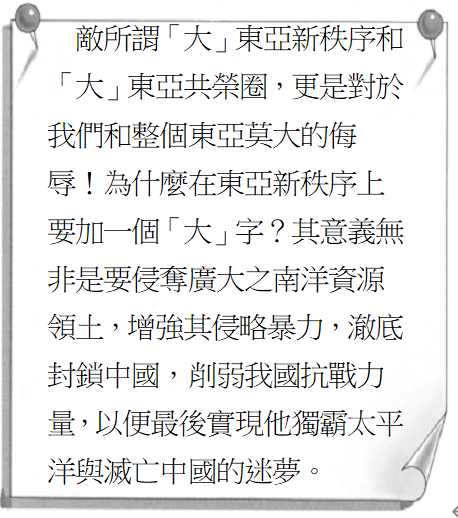 敵所謂「大」東亞新秩序和
「大」東亞共榮圈，更是對於
我們和整個東亞莫大的侮
辱！為什麼在東亞新秩序上
要加一個「大」字？其意義無
非是要侵奪廣大之南洋資源
領土，增強其侵略暴力，澈底
封鎖中國，削弱我國抗戰力
量，以便最後實現他獨霸太平
洋與滅亡中國的迷夢。